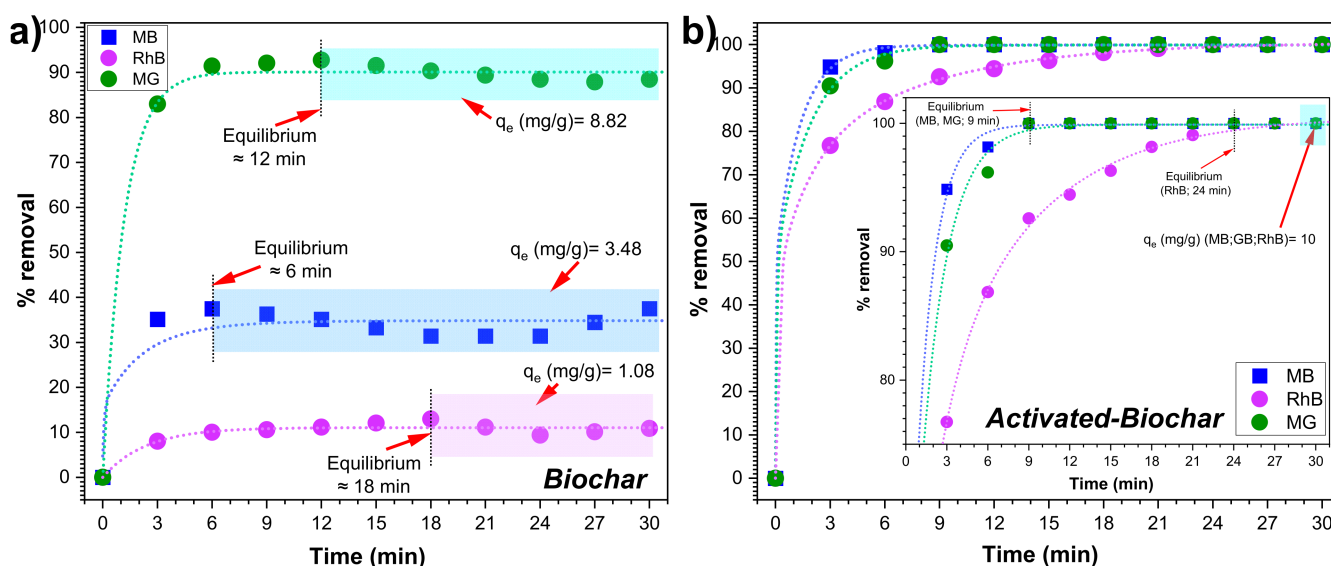 a)
% removal
100
90
80
70
60
50
40
30
20
10
0
MB
RhB
MG
Equilibrium
≈ 12 min
qe (mg/g)= 8.82
Equilibrium
≈ 6 min
qe (mg/g)= 3.48
qe (mg/g)= 1.08
Equilibrium
≈ 18 min
Biochar
0 3 6 9 12 15 18 21 24 27 30
Time (min)
b)
% removal
100
90
80
70
60
50
40
30
20
10
0
Equilibrium
(MB, MG; 9 min)
100
90
80
% removal
Equilibrium
(RhB; 24 min)
qe (mg/g) (MB;GB;RhB)= 10
MB
RhB
MG
Activated-Biochar
0 3 6 9 12 15 18 21 24 27 30
Time (min)
0 3 6 9 12 15 18 21 24 27 30
Time (min)